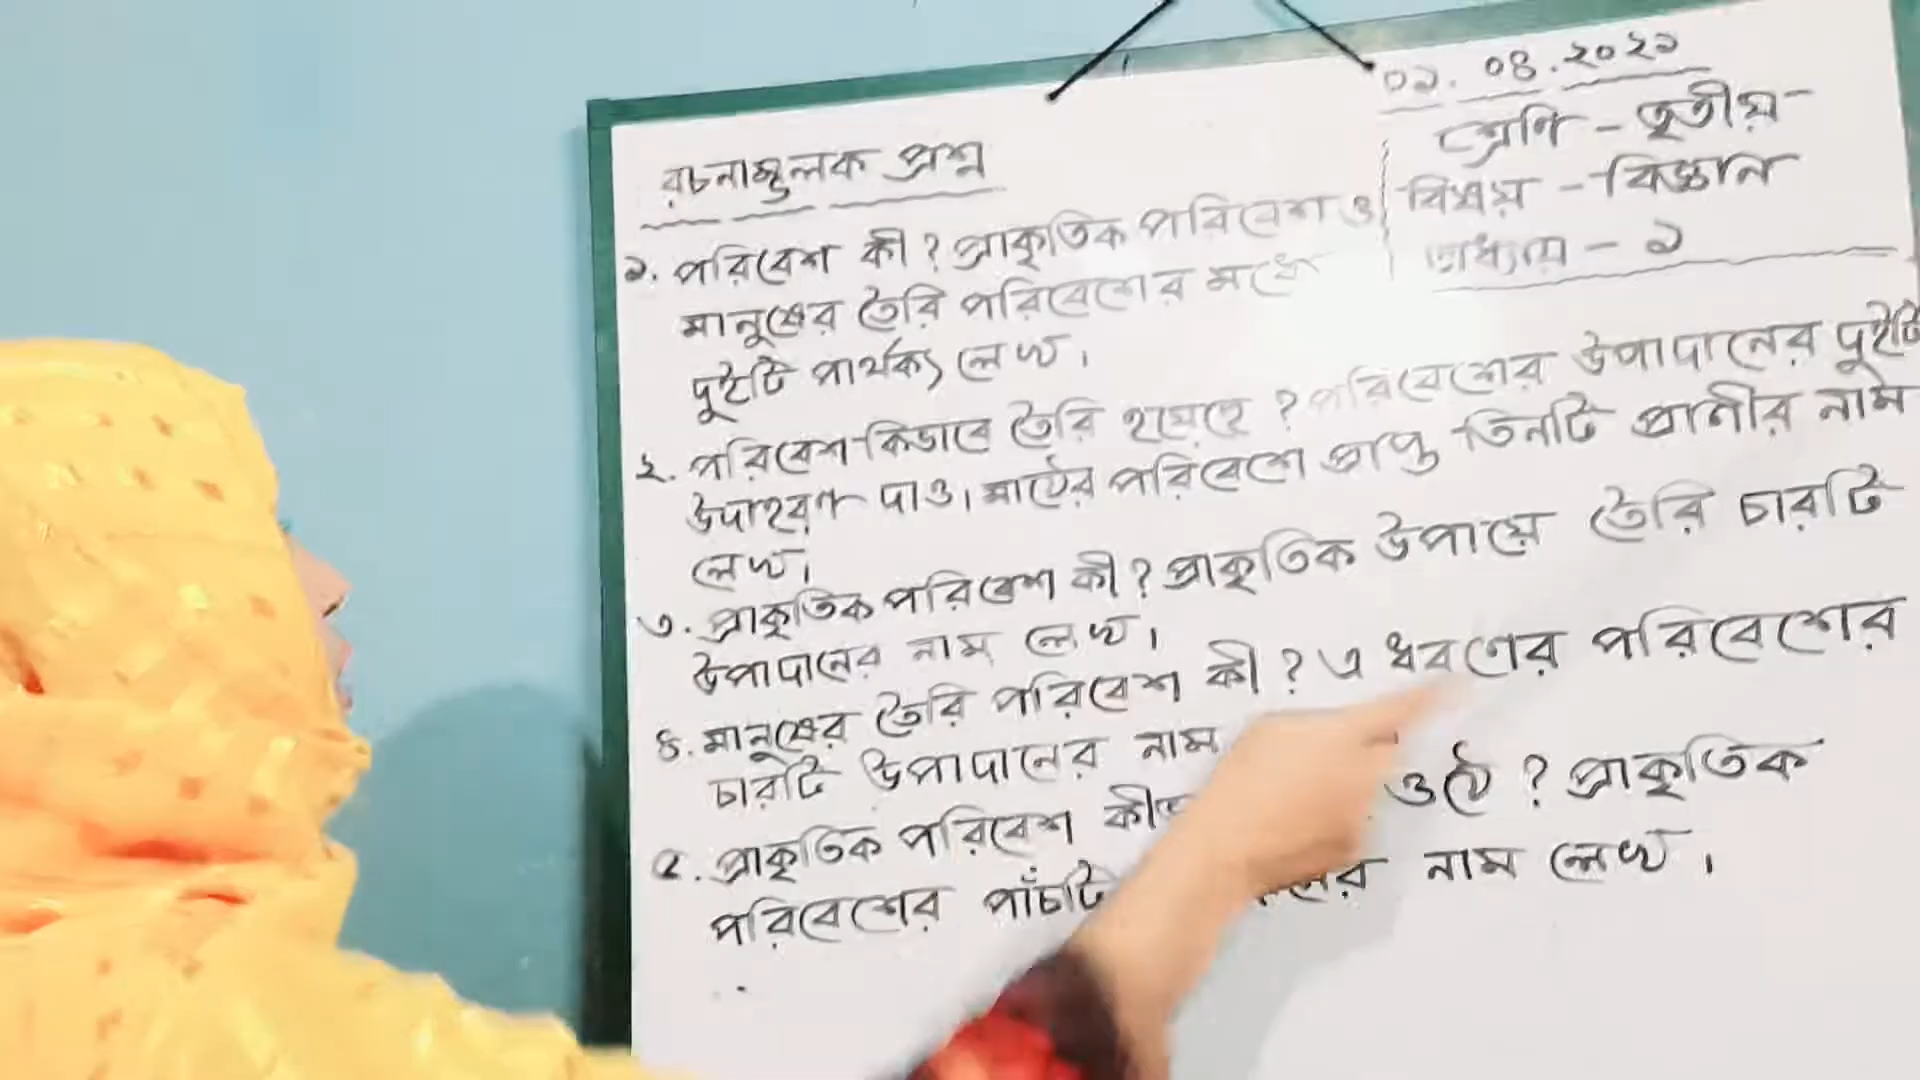 ০১. ০৪. ২০২১
শ্রেণি - তৃতীয়
বিষয় - বিজ্ঞান
অধ্যায় - ১
রচনামূলক প্রশ্ন
১. পরিবেশ কী? প্রাকৃতিক পরিবেশ ও
মানুষের তৈরি পরিবেশের মধ্যে
দুইটি পার্থক্য লেখ।
২. পরিবেশ কিভাবে তৈরি হয়েছে? পরিবেশের উপাদানের দুইটি
উদাহরণ দাও। মাঠের পরিবেশে প্রাপ্ত তিনটি প্রাণীর নাম
লেখ।
৩. প্রাকৃতিক পরিবেশ কী? প্রাকৃতিক উপায়ে তৈরি চারটি
উপাদানের নাম লেখ।
৪. মানুষের তৈরি পরিবেশ কী? এ ধরণের পরিবেশের
চারটি উপাদানের নাম
৫. প্রাকৃতিক পরিবেশ ওঠে? প্রাকৃতিক
পরিবেশের পাঁচটি নাম লেখ।